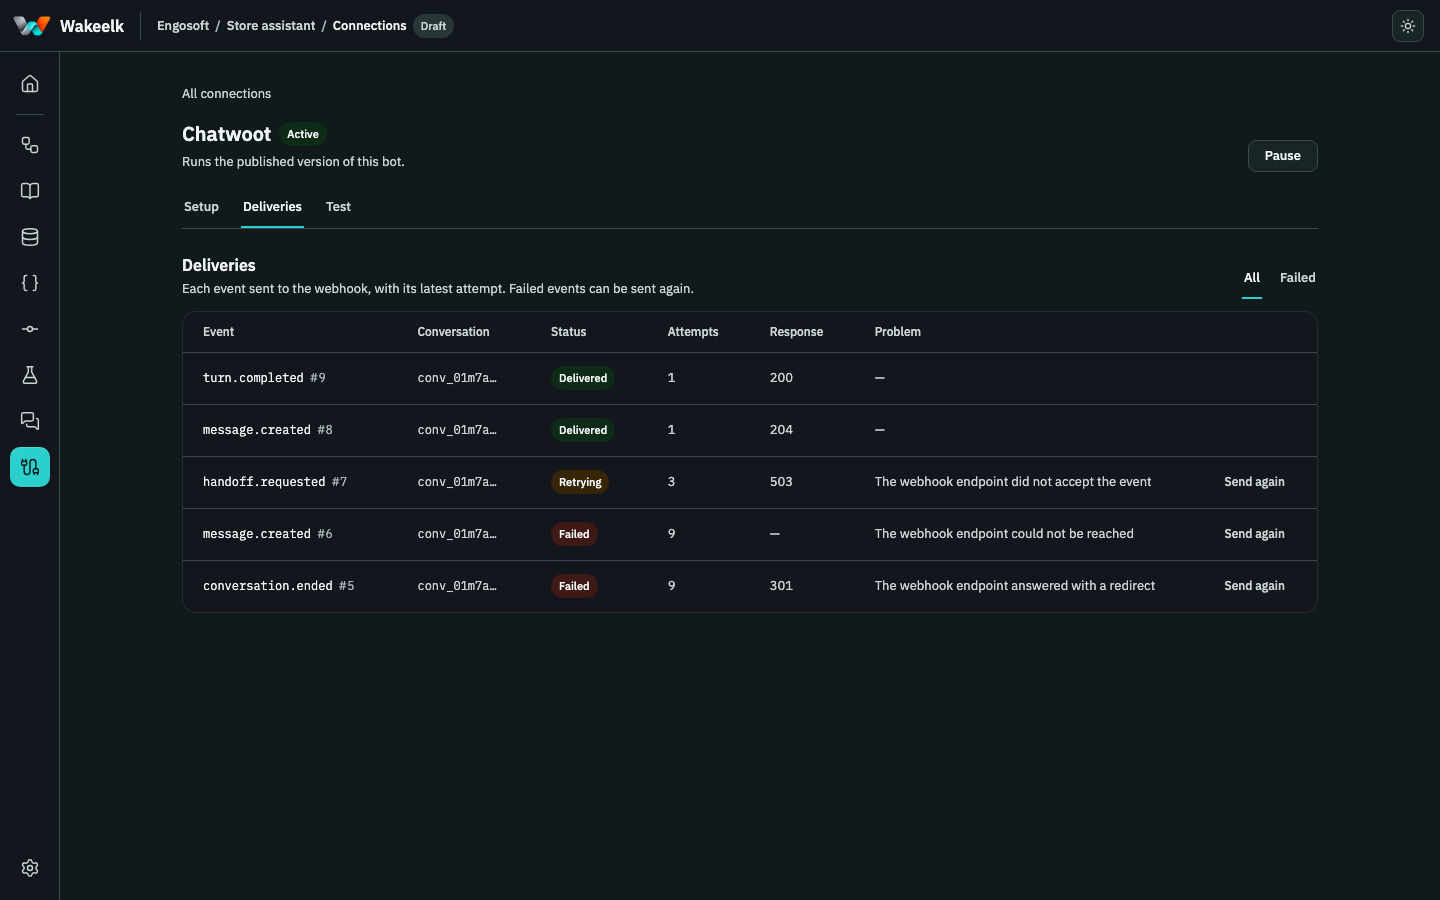 Wakeelk
Engosoft / Store assistant / Connections Draft
All connections
Chatwoot Active
Runs the published version of this bot.
Pause
Setup Deliveries Test
Deliveries
Each event sent to the webhook, with its latest attempt. Failed events can be sent again.
All Failed
Event Conversation Status Attempts Response Problem
turn.completed #9 conv_01m7a… Delivered 1 200 —
message.created #8 conv_01m7a… Delivered 1 204 —
handoff.requested #7 conv_01m7a… Retrying 3 503 The webhook endpoint did not accept the event Send again
message.created #6 conv_01m7a… Failed 9 — The webhook endpoint could not be reached Send again
conversation.ended #5 conv_01m7a… Failed 9 301 The webhook endpoint answered with a redirect Send again